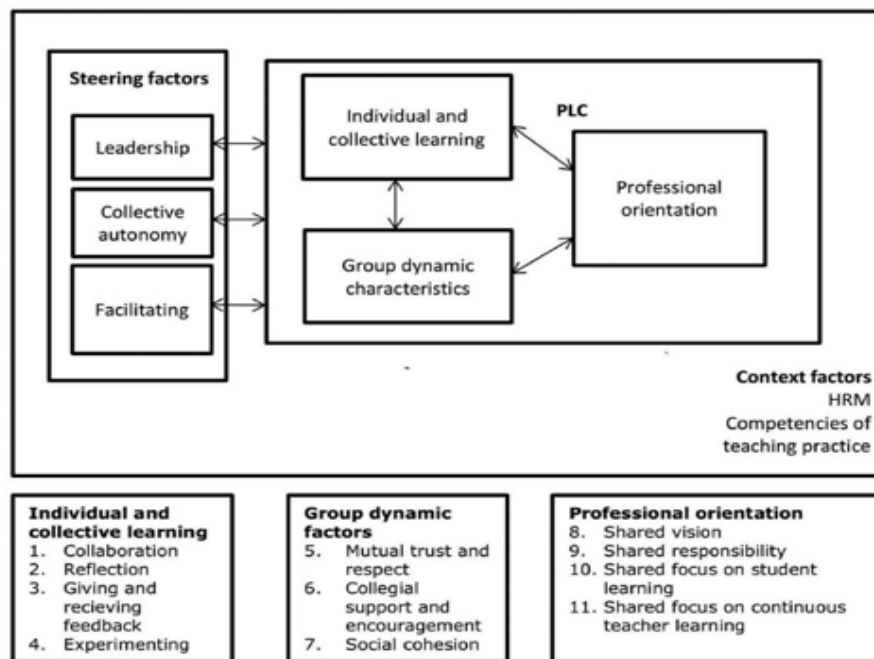 Steering factors
Leadership
Collective
autonomy
Facilitating
Individual and
collective learning
PLC
Professional
orientation
Group dynamic
characteristics
Context factors
HRM
Competencies of
teaching practice
Individual and
collective learning
1. Collaboration
2. Reflection
3. Giving and
recieving
feedback
4. Experimenting
Group dynamic
factors
5. Mutual trust and
respect
6. Collegial
support and
encouragement
7. Social cohesion
Professional orientation
8. Shared vision
9. Shared responsibility
10. Shared focus on student
learning
11. Shared focus on continuous
teacher learning